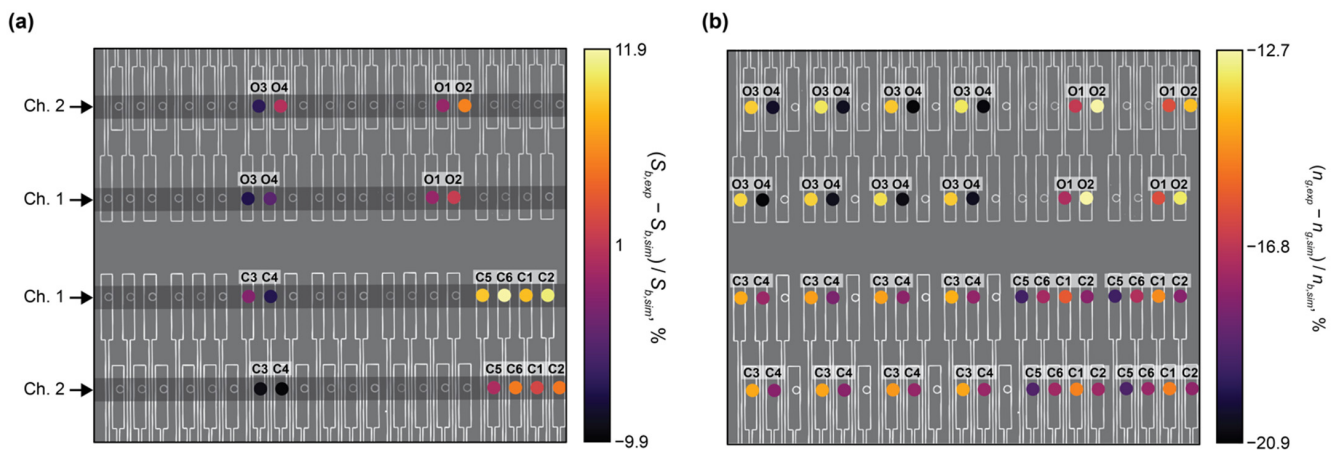 (a)
(b)
11.9
−12.7
O3 O4 O1 O2
O3 O4 O3 O4 O3 O4 O3 O4 O1 O2 O1 O2
Ch. 2
O3 O4 O1 O2
O3 O4 O3 O4 O3 O4 O3 O4 O1 O2 O1 O2
Ch. 1
1
(S_b,exp − S_b,sim) / S_b,sim, %
−16.8
(n_g,exp − n_g,sim) / n_b,sim, %
C3 C4 C5 C6 C1 C2
C3 C4 C3 C4 C3 C4 C3 C4 C5 C6 C1 C2 C5 C6 C1 C2
Ch. 1
C3 C4 C5 C6 C1 C2
C3 C4 C3 C4 C3 C4 C3 C4 C5 C6 C1 C2 C5 C6 C1 C2
Ch. 2
−9.9
−20.9